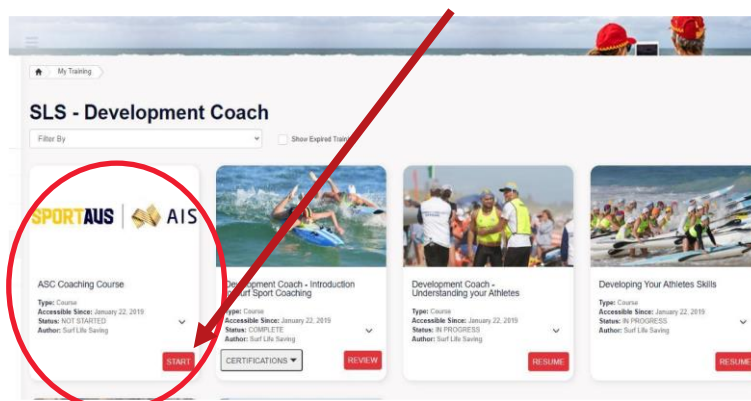 My Training
SLS - Development Coach
Filter By
Show Expired
SPORTAUS AIS
ASC Coaching Course
Type: Course
Accessible Since: January 22, 2019
Status: NOT STARTED
Author: Surf Life Saving
START
Development Coach - Introduction
Surf Sport Coaching
Type: Course
Accessible Since: January 22, 2019
Status: COMPLETE
Author: Surf Life Saving
CERTIFICATIONS
REVIEW
Development Coach -
Understanding your Athletes
Type: Course
Accessible Since: January 22, 2019
Status: IN PROGRESS
Author: Surf Life Saving
RESUME
Developing Your Athletes Skills
Type: Course
Accessible Since: January 22, 2019
Status: IN PROGRESS
Author: Surf Life Saving
RESUME